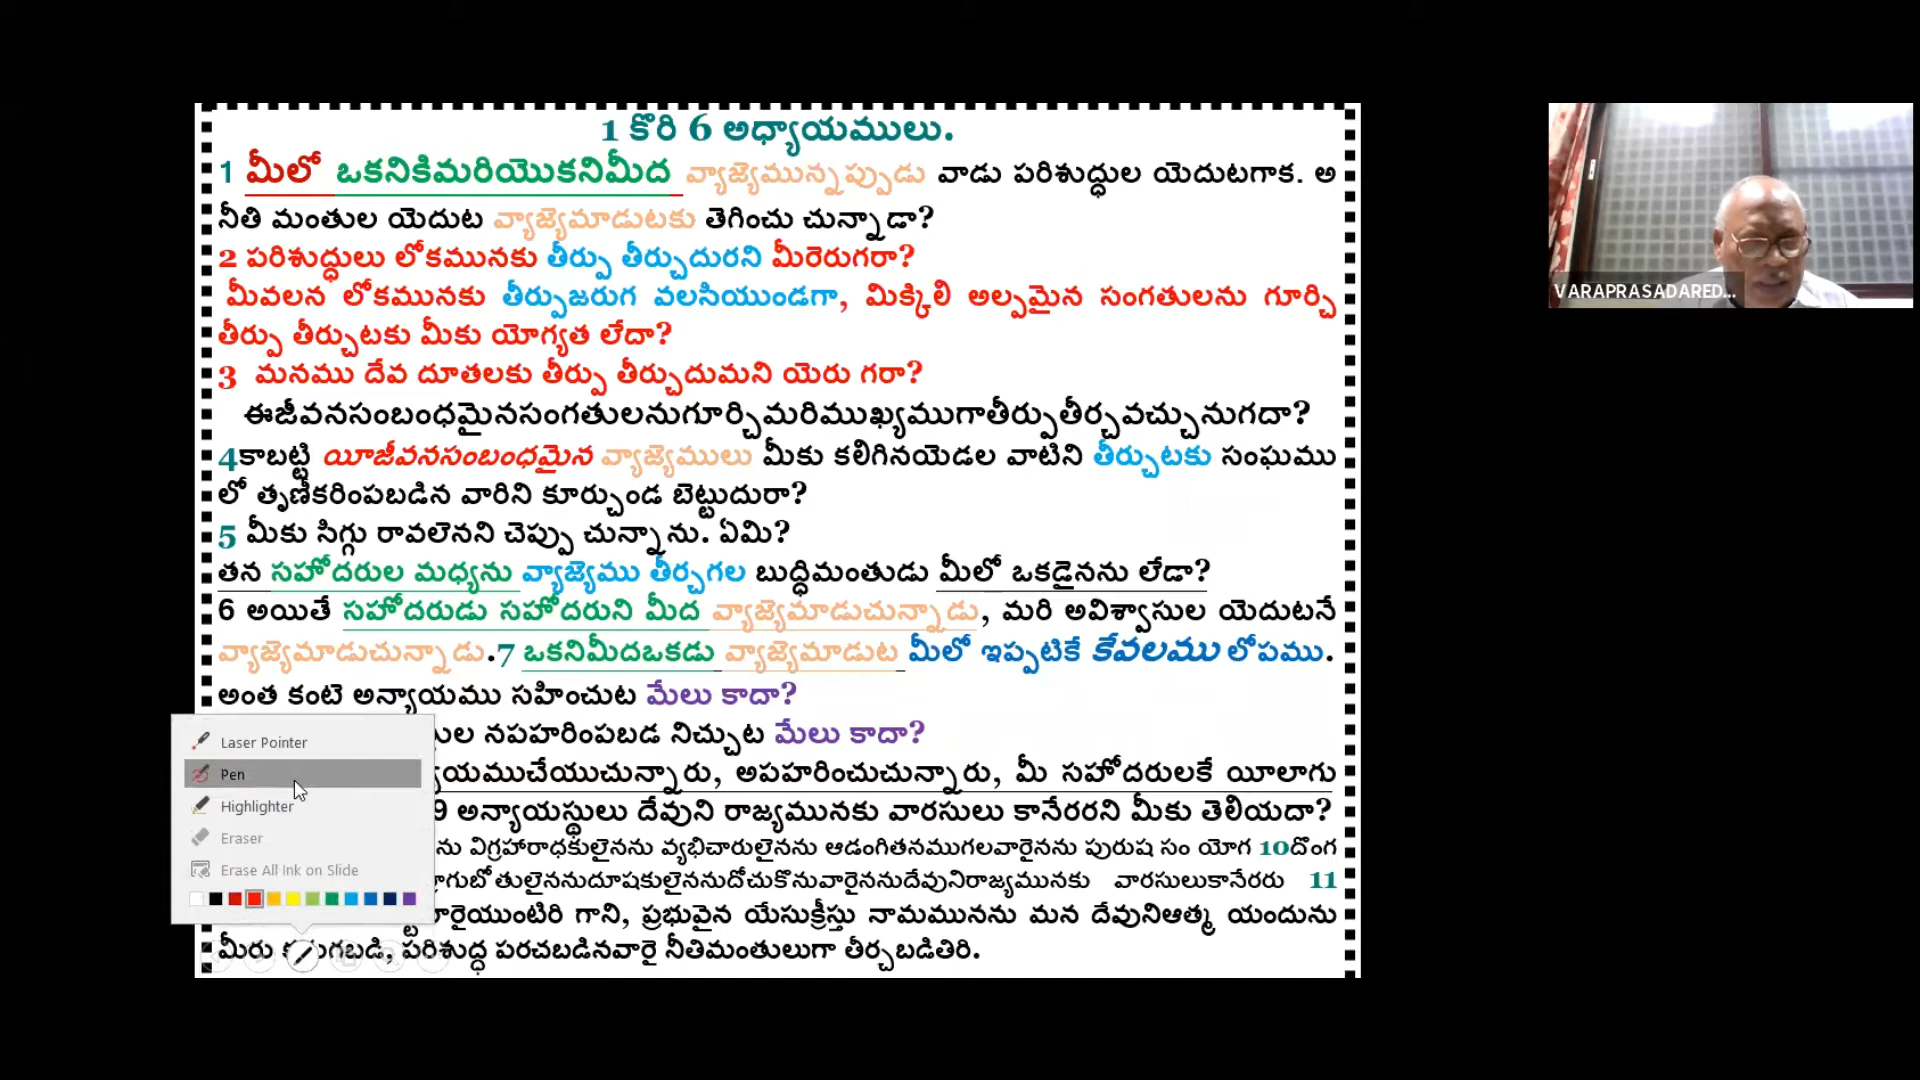 1 కొరి 6 అధ్యాయములు.
1 మీలో ఒకనికిమరియొకనిమీద వ్యాజ్యెమున్నప్పుడు వాడు పరిశుద్ధుల యెదుటగాక. అ
నీతి మంతుల యెదుట వ్యాజ్యెమాడుటకు తెగించు చున్నాడా?
2 పరిశుద్ధులు లోకమునకు తీర్పు తీర్చుదురని మీరెరుగరా?
మీవలన లోకమునకు తీర్పుజరుగ వలసియుండగా, మిక్కిలి అల్పమైన సంగతులను గూర్చి
తీర్పు తీర్చుటకు మీకు యోగ్యత లేదా?
3 మనము దేవ దూతలకు తీర్పు తీర్చుదుమని యెరు గరా?
ఈజీవనసంబంధమైనసంగతులనుగూర్చిమరిముఖ్యముగాతీర్పుతీర్చవచ్చునుగదా?
4కాబట్టి యీజీవనసంబంధమైన వ్యాజ్యెములు మీకు కలిగినయెడల వాటిని తీర్చుటకు సంఘము
లో తృణీకరింపబడిన వారిని కూర్చుండ బెట్టుదురా?
5 మీకు సిగ్గు రావలెనని చెప్పు చున్నాను. ఏమి?
తన సహోదరుల మధ్యను వ్యాజ్యెము తీర్చగల బుద్ధిమంతుడు మీలో ఒకడైనను లేడా?
6 అయితే సహోదరుడు సహోదరుని మీద వ్యాజ్యెమాడుచున్నాడు, మరి అవిశ్వాసుల యెదుటనే
వ్యాజ్యెమాడుచున్నాడు.7 ఒకనిమీదఒకడు వ్యాజ్యెమాడుట మీలో ఇప్పటికే కేవలము లోపము.
అంత కంటె అన్యాయము సహించుట మేలు కాదా?
ుల నపహరింపబడ నిచ్చుట మేలు కాదా?
యముచేయుచున్నారు, అపహరించుచున్నారు, మీ సహోదరులకే యీలాగు
9 అన్యాయస్థులు దేవుని రాజ్యమునకు వారసులు కానేరరని మీకు తెలియదా?
ను విగ్రహారాధకులైనను వ్యభిచారులైనను ఆడంగితనముగలవారైనను పురుష సం యోగ 10దొంగ
గుబోతులైననుదూషకులైననుదోచుకొనువారైననుదేవునిరాజ్యమునకు వారసులుకానేరరు 11
రైయుంటిరి గాని, ప్రభువైన యేసుక్రీస్తు నామమునను మన దేవునిఆత్మ యందును
మీరు కడుగబడి, పరిశుద్ధ పరచబడినవారై నీతిమంతులుగా తీర్చబడితిరి.
Laser Pointer
Pen
Highlighter
Eraser
Erase All Ink on Slide
VARAPRASADARED...